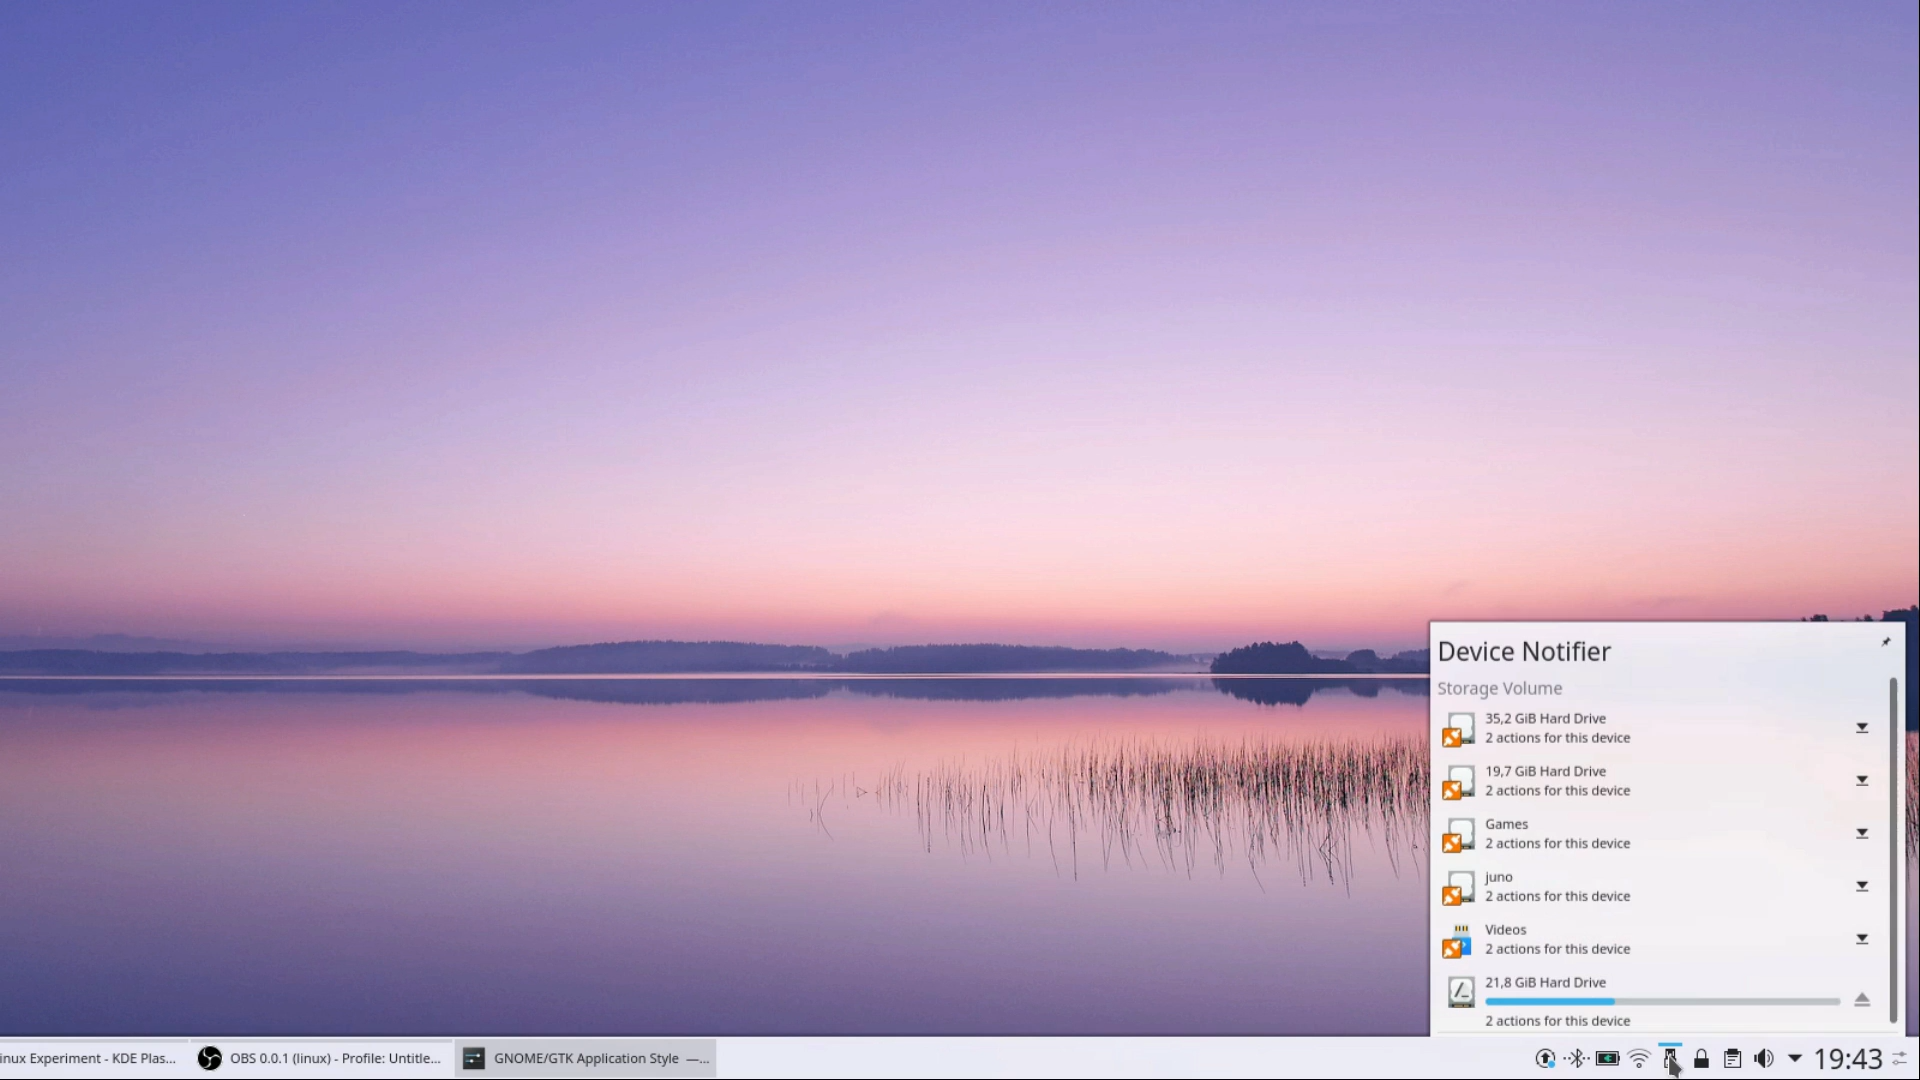 Device Notifier
Storage Volume
35,2 GiB Hard Drive
2 actions for this device
19,7 GiB Hard Drive
2 actions for this device
Games
2 actions for this device
juno
2 actions for this device
Videos
2 actions for this device
21,8 GiB Hard Drive
2 actions for this device
inux Experiment - KDE Plas... OBS 0.0.1 (linux) - Profile: Untitle... GNOME/GTK Application Style —... 19:43